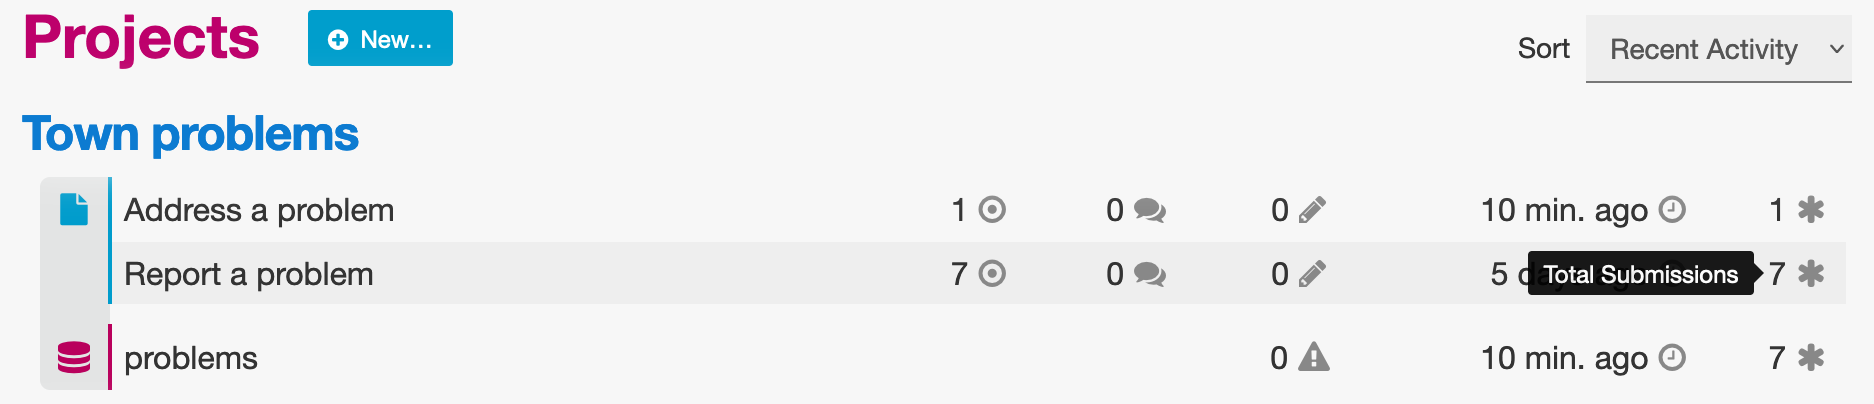 Projects
New...
Sort Recent Activity
Town problems
Address a problem 1 0 0 10 min. ago 1
Report a problem 7 0 0 5 Total Submissions 7
problems 0 10 min. ago 7